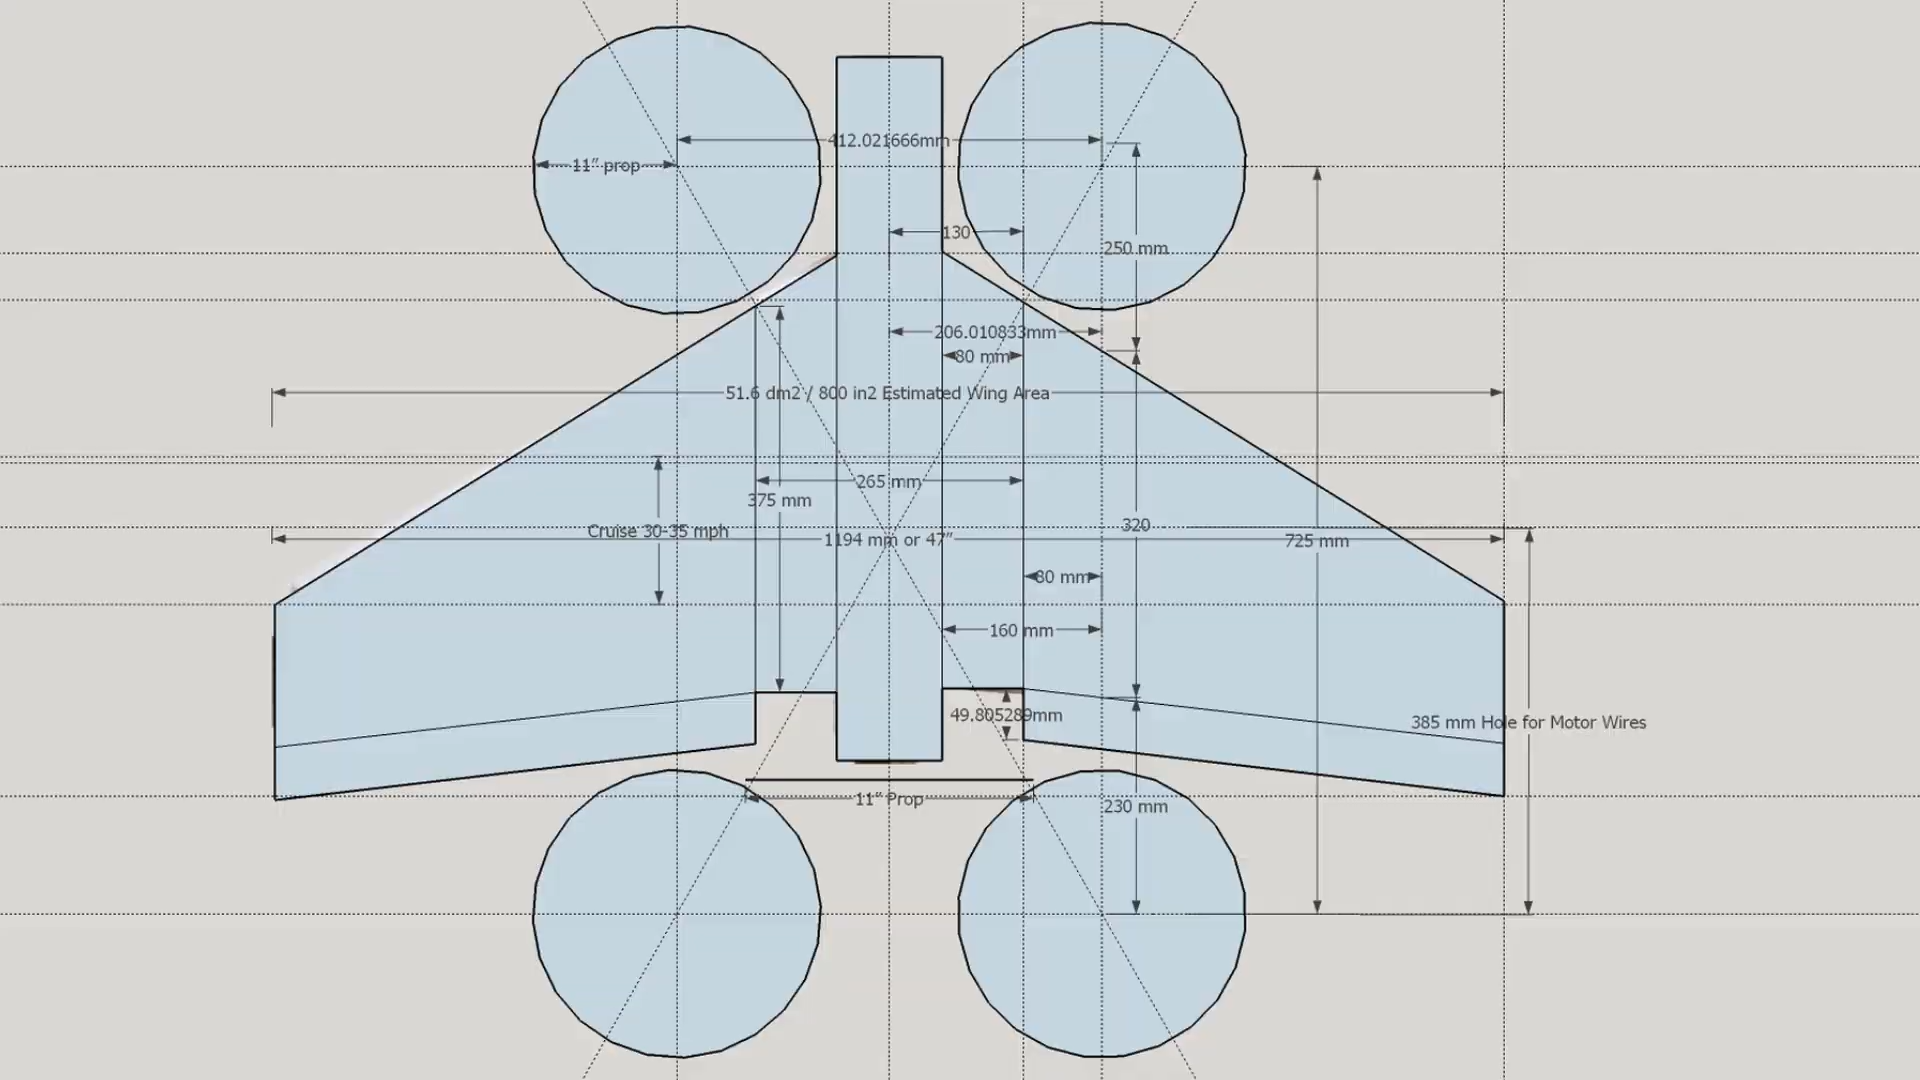 412.021666mm
11" prop
130
250 mm
206.010833mm
80 mm
51.6 dm2 / 800 in2 Estimated Wing Area
265 mm
375 mm
320
Cruise 30-35 mph
1194 mm or 47"
725 mm
80 mm
160 mm
49.805289mm
385 mm Hole for Motor Wires
11" Prop
230 mm